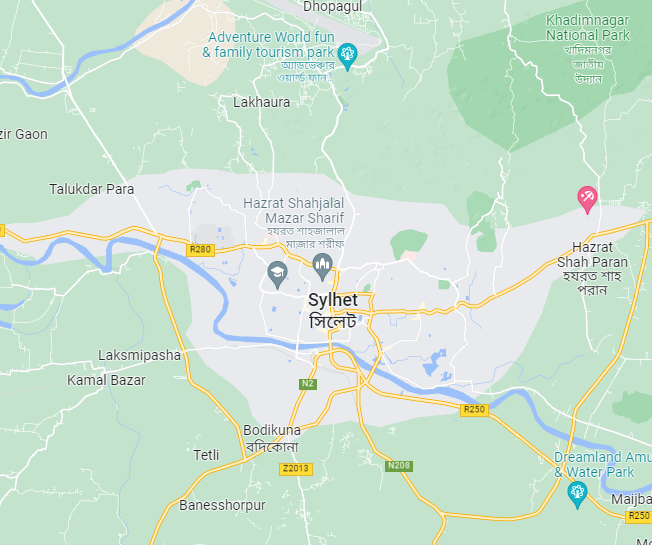 Dhopagul
Khadimnagar
National Park
খাদিমনগর
জাতীয়
উদ্যান
Adventure World fun
& family tourism park
অ্যাডভেঞ্চার
ওয়ার্ল্ড ফান...
Lakhaura
zir Gaon
Talukdar Para
Hazrat Shahjalal
Mazar Sharif
হযরত শাহজালাল
মাজার শরীফ
R280
Hazrat
Shah Paran
হযরত শাহ
পরান
Sylhet
সিলেট
Laksmipasha
Kamal Bazar
N2
R250
Bodikuna
বদিকোনা
Tetli
Z2013
N208
Dreamland Amu
& Water Park
Banesshorpur
Maijba
R250